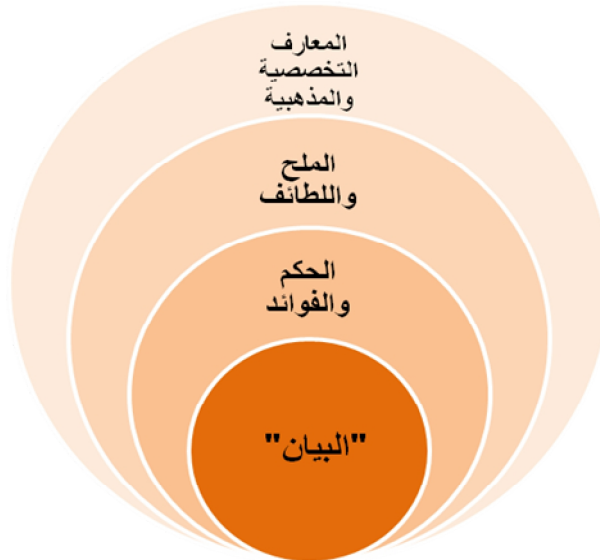 المعارف
التخصصية
والمذهبية
الملح
واللطائف
الحكم
والفوائد
"البيان"